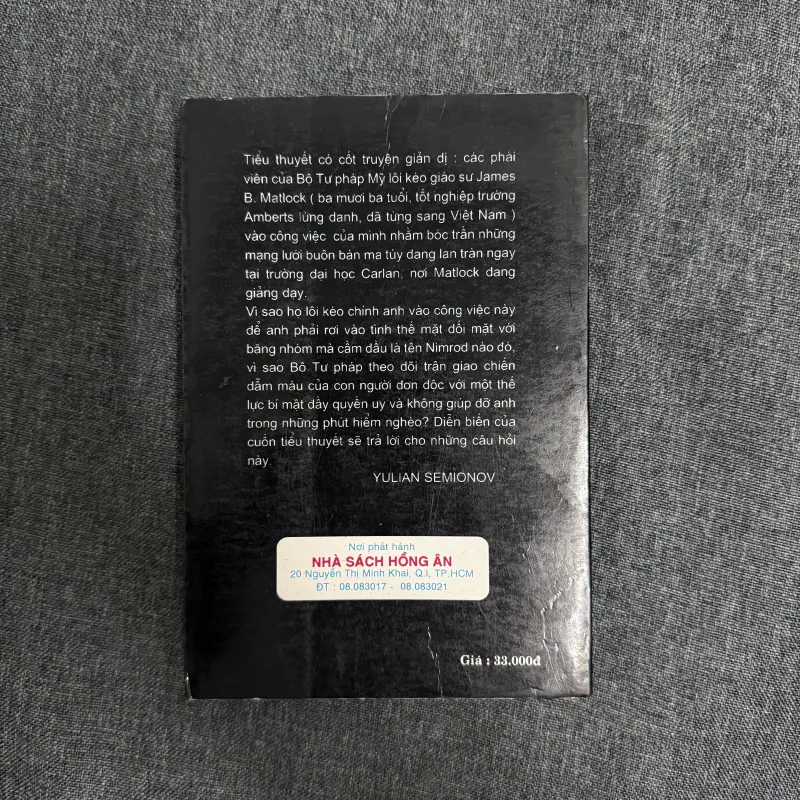 Tiểu thuyết có cốt truyện giản dị : các phái
viên của Bộ Tư pháp Mỹ lôi kéo giáo sư James
B. Matlock ( ba mươi ba tuổi, tốt nghiệp trường
Amberts lừng danh, đã từng sang Việt Nam )
vào công việc của mình nhằm bóc trần những
mạng lưới buôn bán ma túy đang lan tràn ngay
tại trường đại học Carlan, nơi Matlock đang
giảng dạy.
Vì sao họ lôi kéo chính anh vào công việc này
để anh phải rơi vào tình thế mặt đối mặt với
băng nhóm mà cầm đầu là tên Nimrod nào đó,
vì sao Bộ Tư pháp theo dõi trận giao chiến
đẫm máu của con người đơn độc với một thế
lực bí mật đầy quyền uy và không giúp đỡ anh
trong những phút hiểm nghèo? Diễn biến của
cuốn tiểu thuyết sẽ trả lời cho những câu hỏi
này.
YULIAN SEMIONOV
Nơi phát hành
NHÀ SÁCH HỒNG ÂN
20 Nguyễn Thị Minh Khai, Q.I, TP.HCM
ĐT : 08.083017 - 08.083021
Giá : 33.000đ